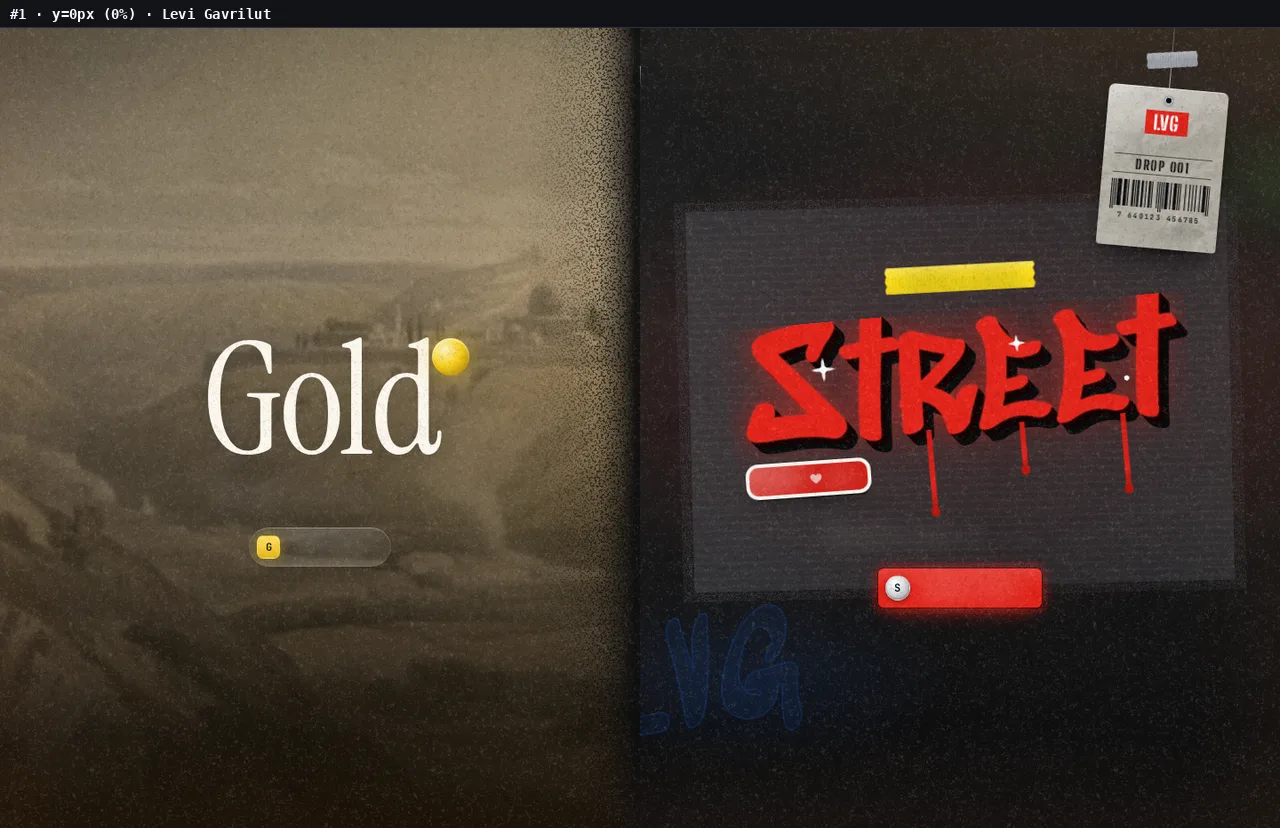 #1 · y=0px (0%) · Levi Gavrilut
Gold
G
LVG
DROP 001
7 640123 456785
STREET
S
LVG